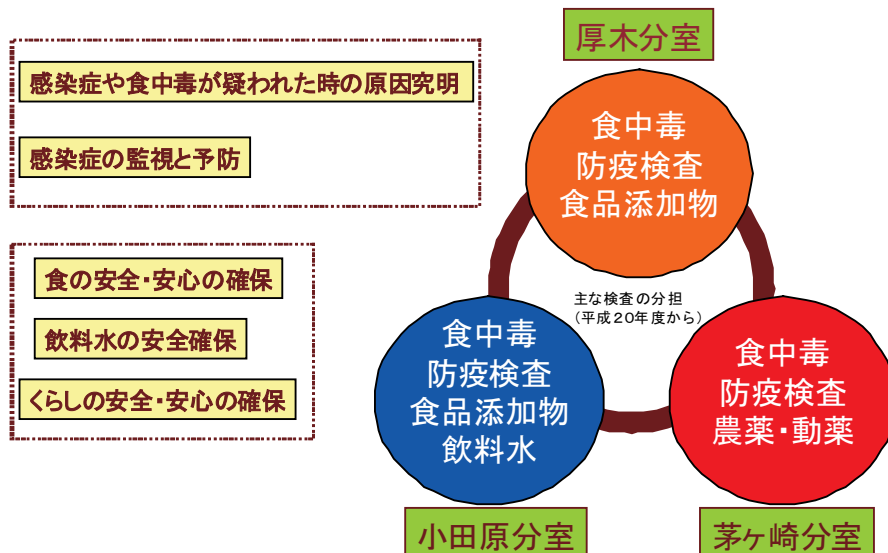 厚木分室
感染症や食中毒が疑われた時の原因究明
感染症の監視と予防
食中毒
防疫検査
食品添加物
食の安全・安心の確保
飲料水の安全確保
くらしの安全・安心の確保
主な検査の分担
（平成２０年度から）
食中毒
防疫検査
食品添加物
飲料水
食中毒
防疫検査
農薬・動薬
小田原分室
茅ヶ崎分室